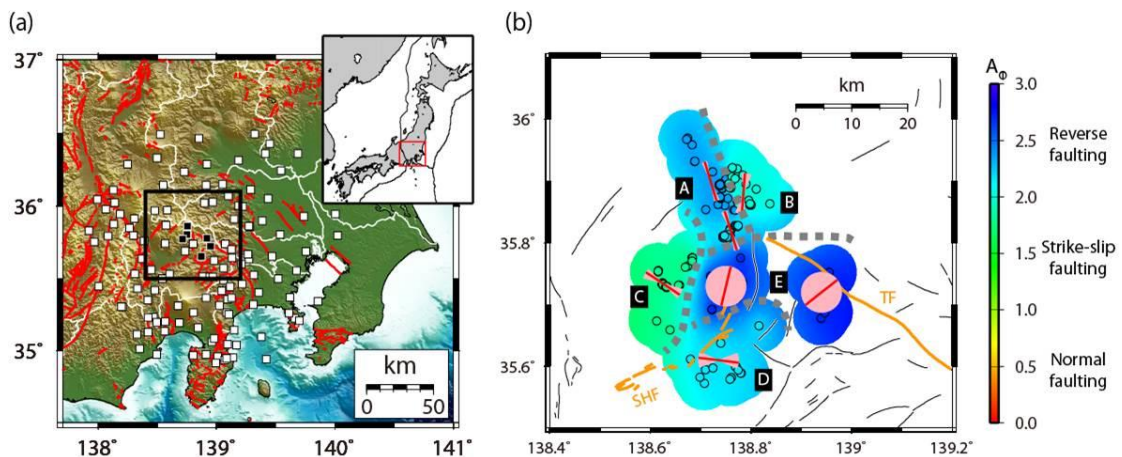 (a)
37°
36°
35°
138
139
140
141
km
0 50
(b)
36°
35.8°
35.6°
138.4°
138.6°
138.8°
139°
139.2°
km
0 10 20
A
B
C
D
E
TF
SHF
AΦ
3.0
2.5
2.0
1.5
1.0
0.5
0.0
Reverse
faulting
Strike-slip
faulting
Normal
faulting